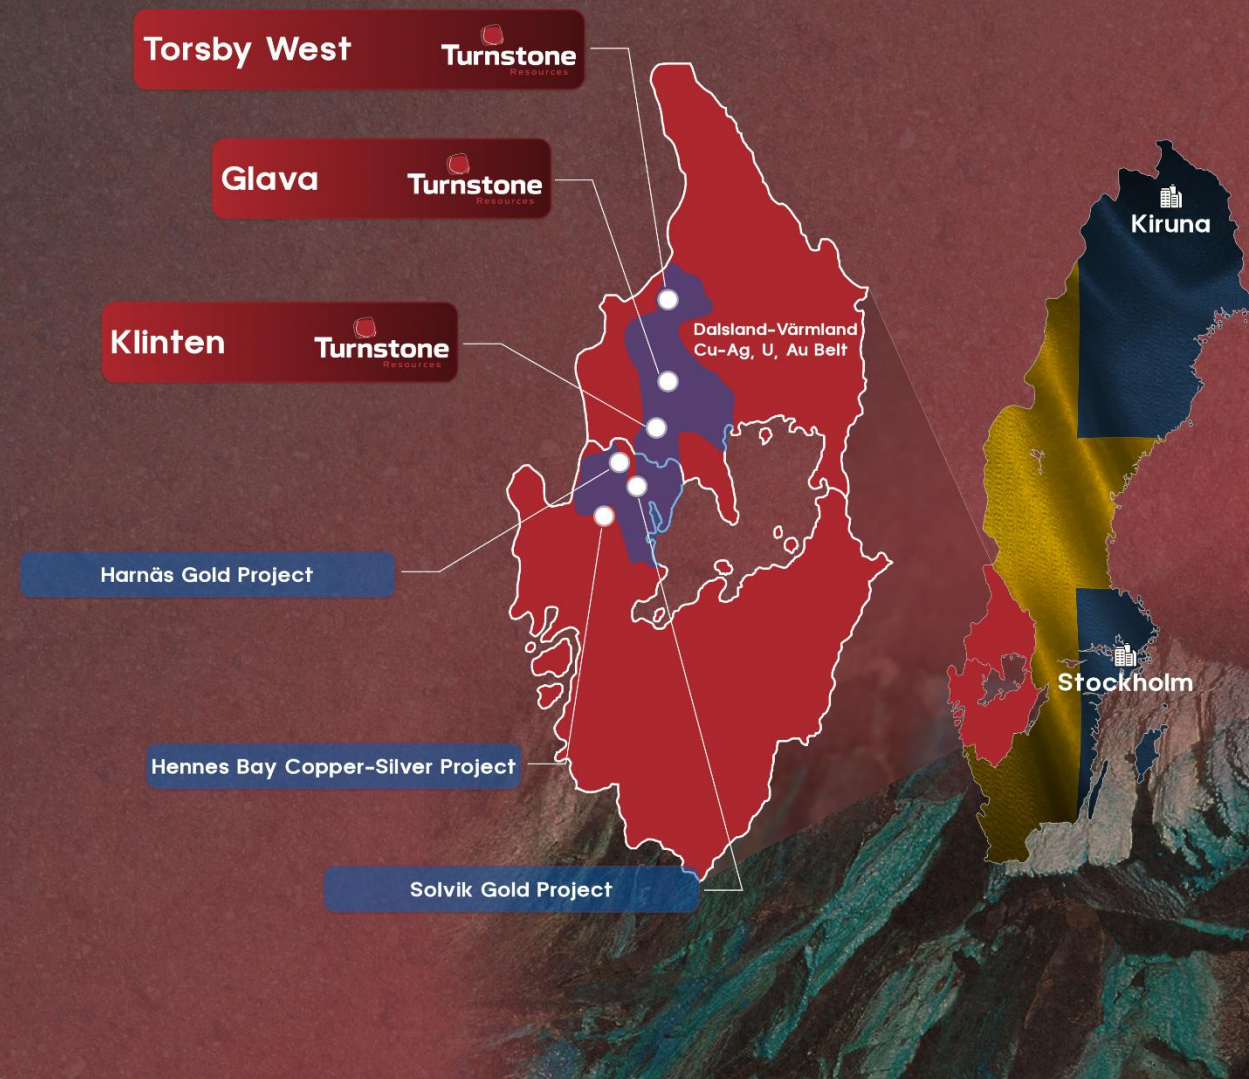 Torsby West
Turnstone
Resources
Glava
Turnstone
Resources
Klinten
Turnstone
Resources
Dalsland-Värmland
Cu-Ag, U, Au Belt
Kiruna
Stockholm
Harnäs Gold Project
Hennes Bay Copper-Silver Project
Solvik Gold Project